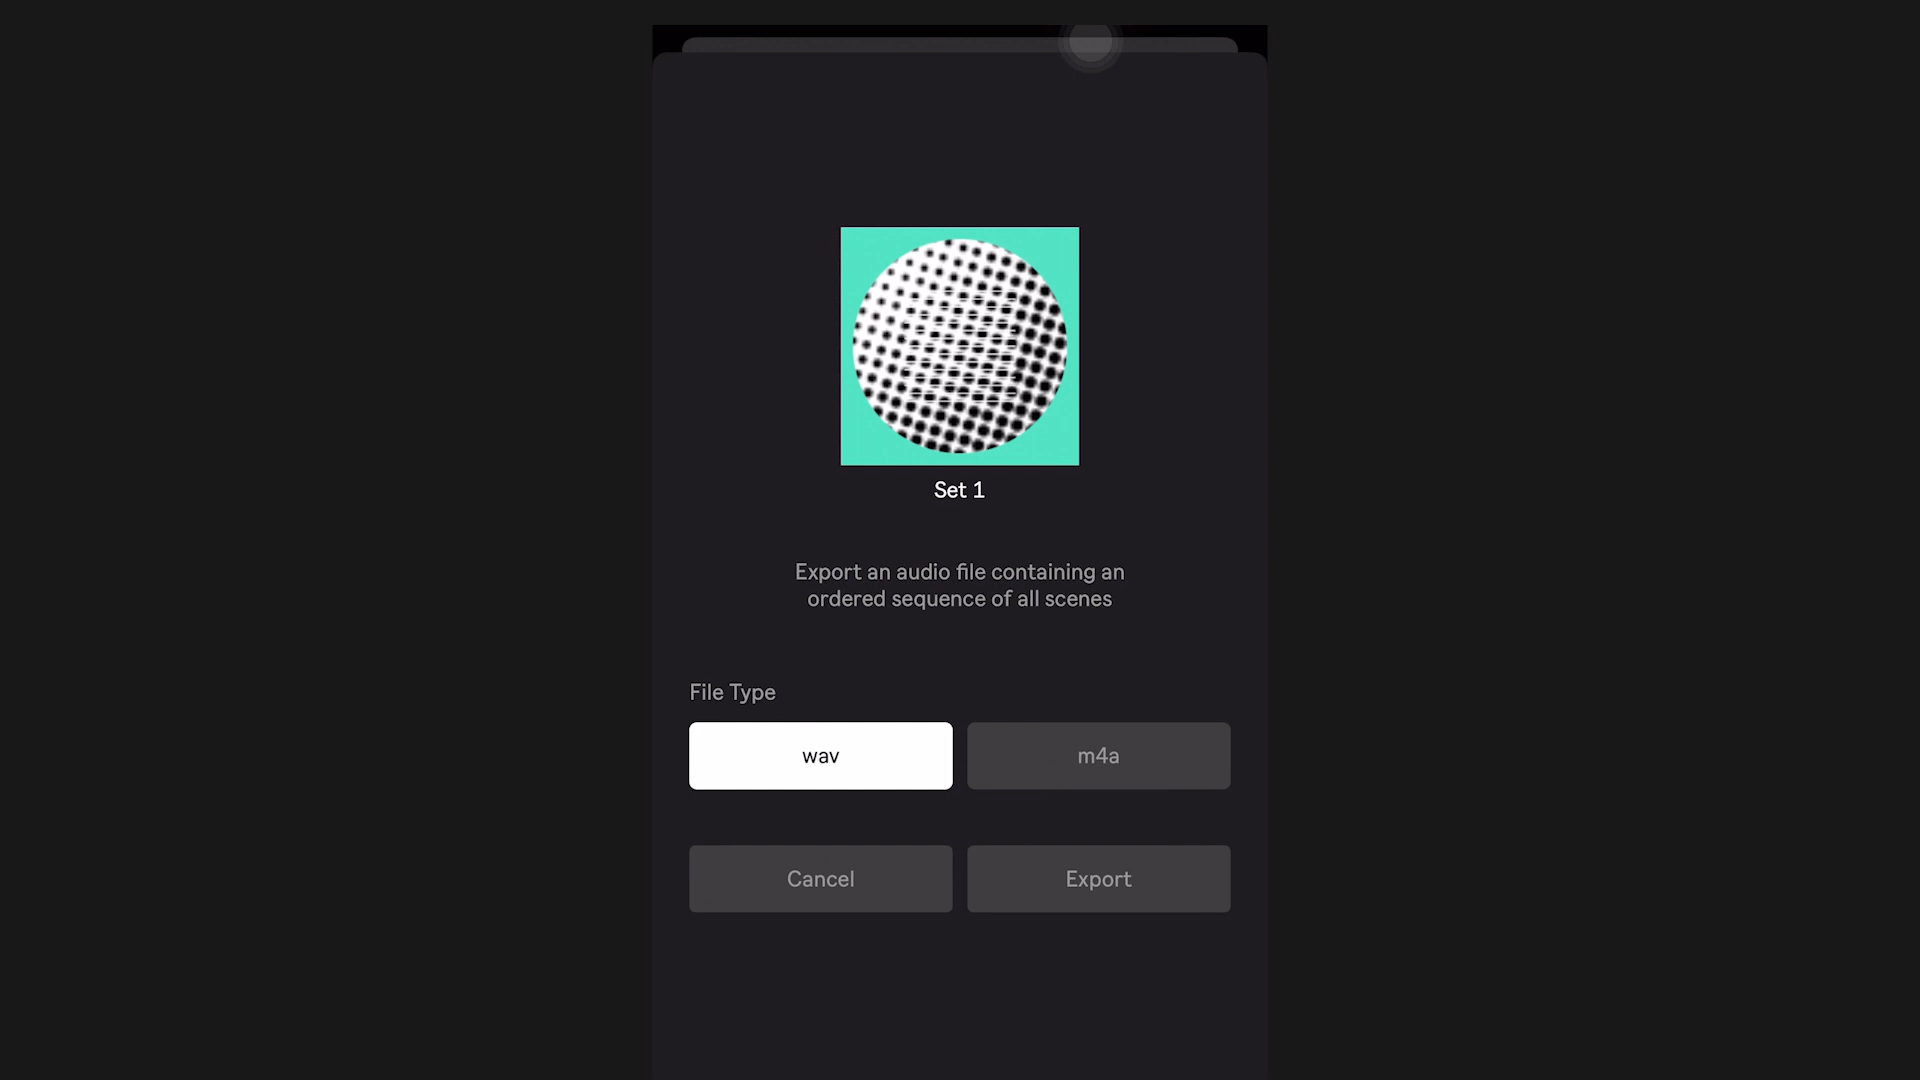 Set 1
Export an audio file containing an
ordered sequence of all scenes
File Type
wav
m4a
Cancel
Export